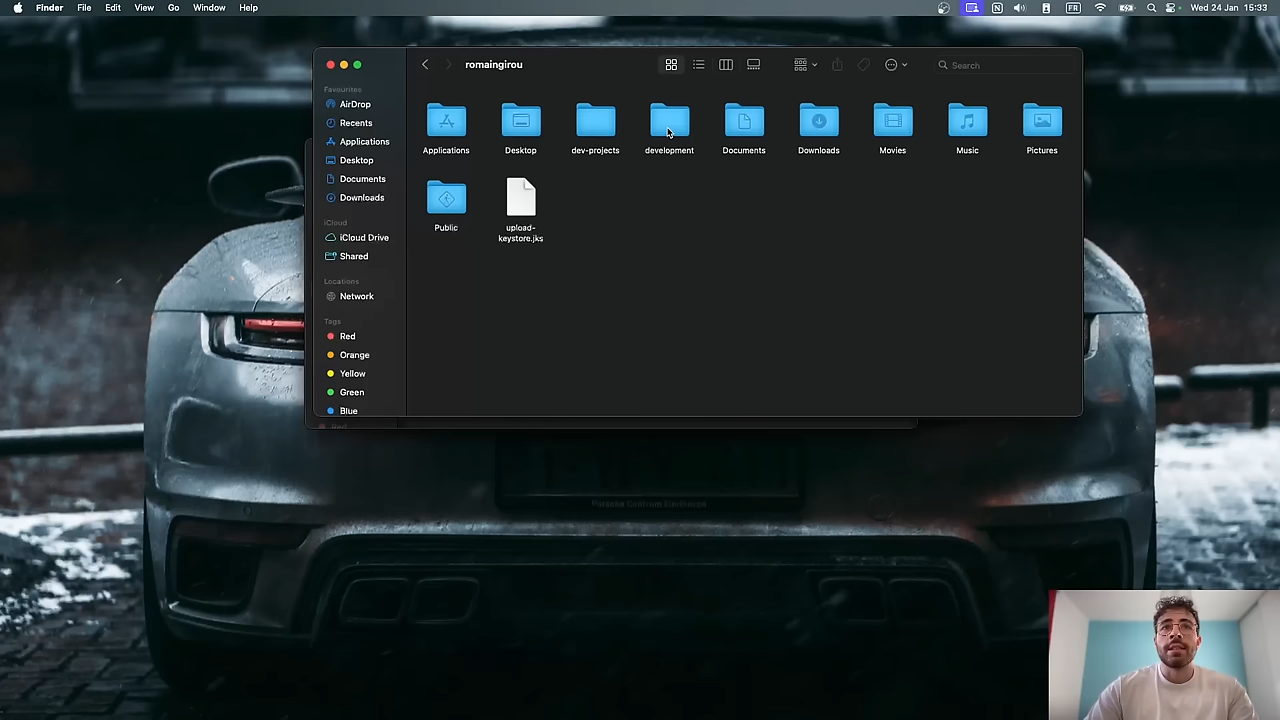 Finder File Edit View Go Window Help
FR
Wed 24 Jan 15:33
romaingirou
Search
Favourites
AirDrop
Recents
Applications
Desktop
Documents
Downloads
iCloud
iCloud Drive
Shared
Locations
Network
Tags
Red
Orange
Yellow
Green
Blue
Applications
Desktop
dev-projects
development
Documents
Downloads
Movies
Music
Pictures
Public
upload-
keystore.jks
Red